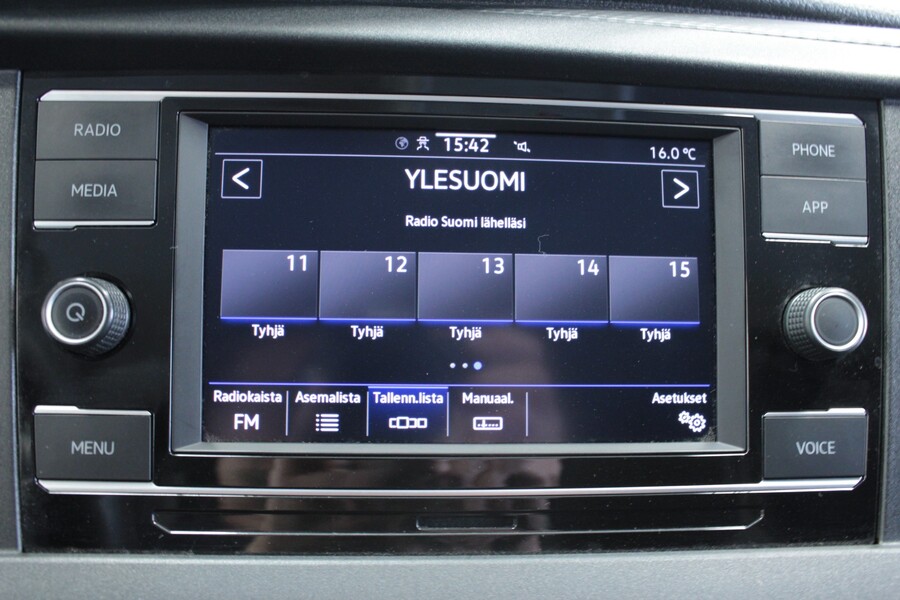 RADIO
MEDIA
MENU
15:42
16.0 °C
<
YLESUOMI
>
Radio Suomi lähelläsi
11 12 13 14 15
Tyhjä Tyhjä Tyhjä Tyhjä Tyhjä
Radiokaista Asemalista Tallenn.lista Manuaal. Asetukset
FM
PHONE
APP
VOICE